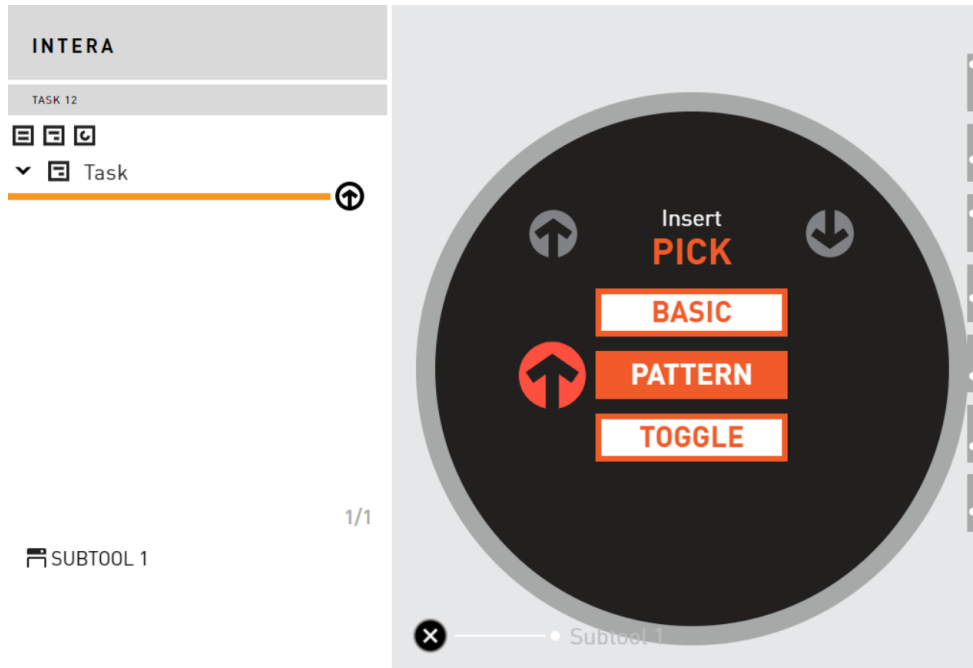 INTERA
TASK 12
Task
1/1
SUBTOOL 1
Insert
PICK
BASIC
PATTERN
TOGGLE
Subtool 1